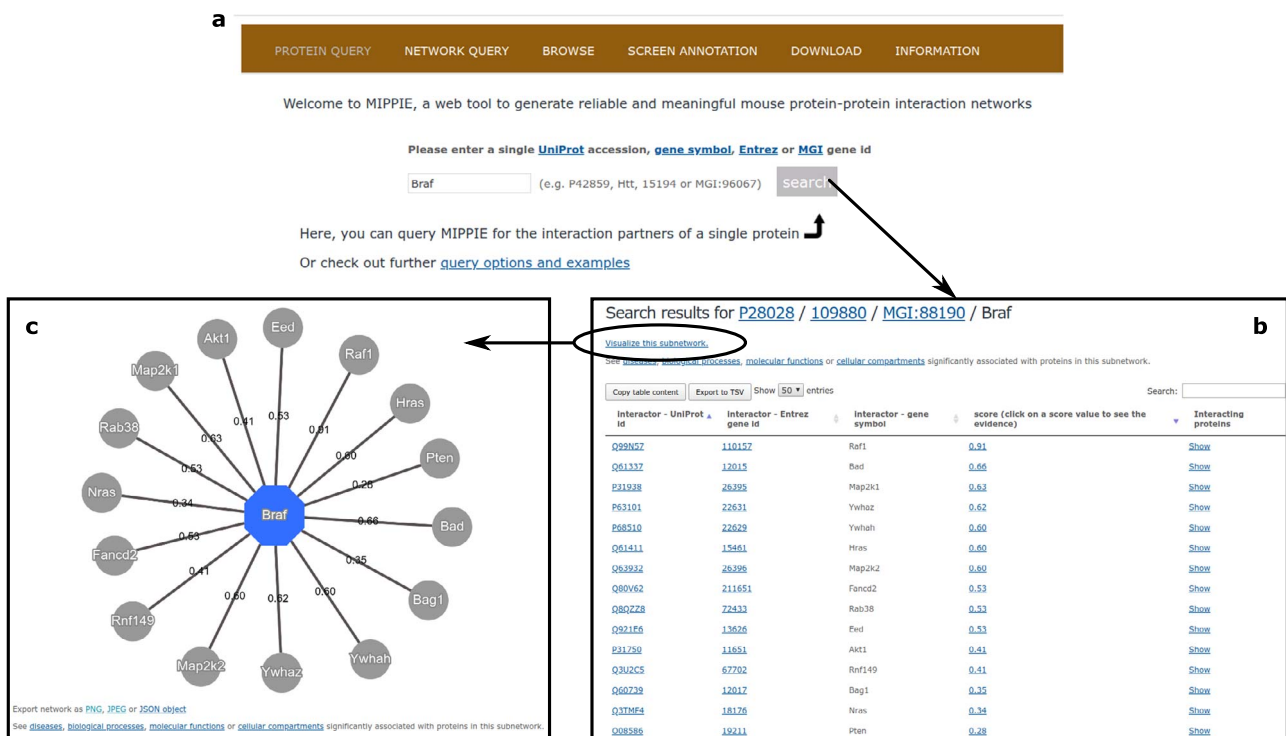 a
PROTEIN QUERY NETWORK QUERY BROWSE SCREEN ANNOTATION DOWNLOAD INFORMATION
Welcome to MIPPIE, a web tool to generate reliable and meaningful mouse protein-protein interaction networks
Please enter a single UniProt accession, gene symbol, Entrez or MGI gene id
Braf (e.g. P42859, Htt, 15194 or MGI:96067) search
Here, you can query MIPPIE for the interaction partners of a single protein
Or check out further query options and examples
c
Eed
Akt1
Raf1
Map2k1
Hras
Rab38
Pten
Nras
Braf
Bad
Fancd2
Bag1
Rnf149
Map2k2
Ywhaz
Ywhah
0.53
0.41
0.91
0.63
0.60
0.53
0.28
0.34
0.66
0.53
0.35
0.41
0.60
0.62
0.60
Export network as PNG, JPEG or JSON object
See diseases, biological processes, molecular functions or cellular compartments significantly associated with proteins in this subnetwork.
b
Search results for P28028 / 109880 / MGI:88190 / Braf
Visualize this subnetwork.
See diseases, biological processes, molecular functions or cellular compartments significantly associated with proteins in this subnetwork.
Copy table content Export to TSV Show 50 entries Search:
Interactor - UniProt id Interactor - Entrez gene id Interactor - gene symbol score (click on a score value to see the evidence) Interacting proteins
Q99N57 110157 Raf1 0.91 Show
Q61337 12015 Bad 0.66 Show
P31938 26395 Map2k1 0.63 Show
P63101 22631 Ywhaz 0.62 Show
P68510 22629 Ywhah 0.60 Show
Q61411 15461 Hras 0.60 Show
Q63932 26396 Map2k2 0.60 Show
Q80V62 211651 Fancd2 0.53 Show
Q8QZZ8 72433 Rab38 0.53 Show
Q921E6 13626 Eed 0.53 Show
P31750 11651 Akt1 0.41 Show
Q3U2C5 67702 Rnf149 0.41 Show
Q60739 12017 Bag1 0.35 Show
Q3TMF4 18176 Nras 0.34 Show
O08586 19211 Pten 0.28 Show